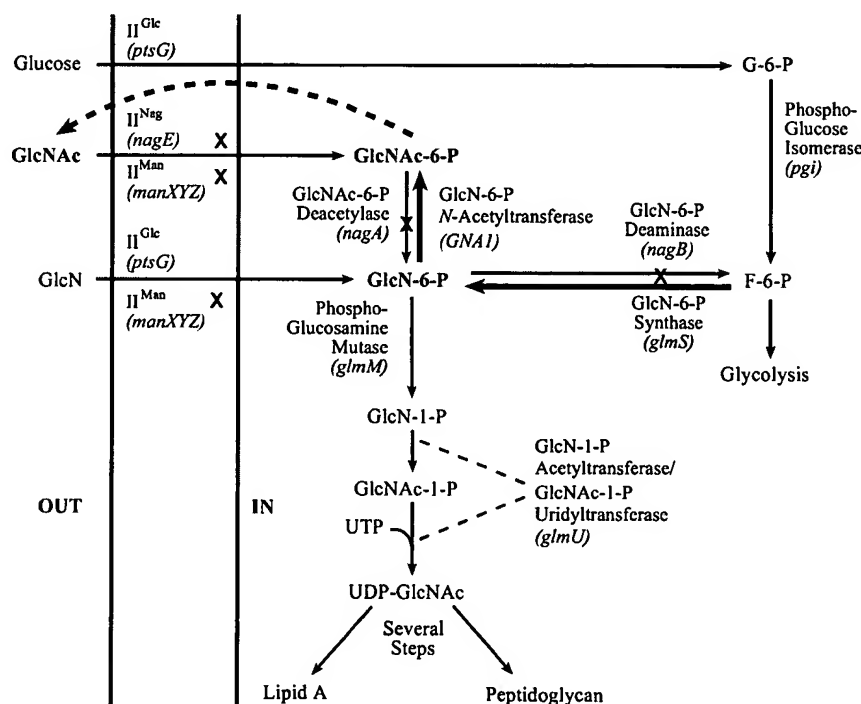 II^Glc
(ptsG)
Glucose
G-6-P
II^Nag
(nagE)
X
GlcNAc
GlcNAc-6-P
II^Man
(manXYZ)
X
Phospho-
Glucose
Isomerase
(pgi)
GlcNAc-6-P
Deacetylase
(nagA)
X
GlcN-6-P
N-Acetyltransferase
(GNA1)
GlcN-6-P
Deaminase
(nagB)
II^Glc
(ptsG)
GlcN
GlcN-6-P
X
F-6-P
II^Man
(manXYZ)
X
Phospho-
Glucosamine
Mutase
(glmM)
GlcN-6-P
Synthase
(glmS)
Glycolysis
GlcN-1-P
GlcN-1-P
Acetyltransferase/
GlcNAc-1-P
Uridyltransferase
(glmU)
GlcNAc-1-P
OUT
IN
UTP
UDP-GlcNAc
Several
Steps
Lipid A
Peptidoglycan